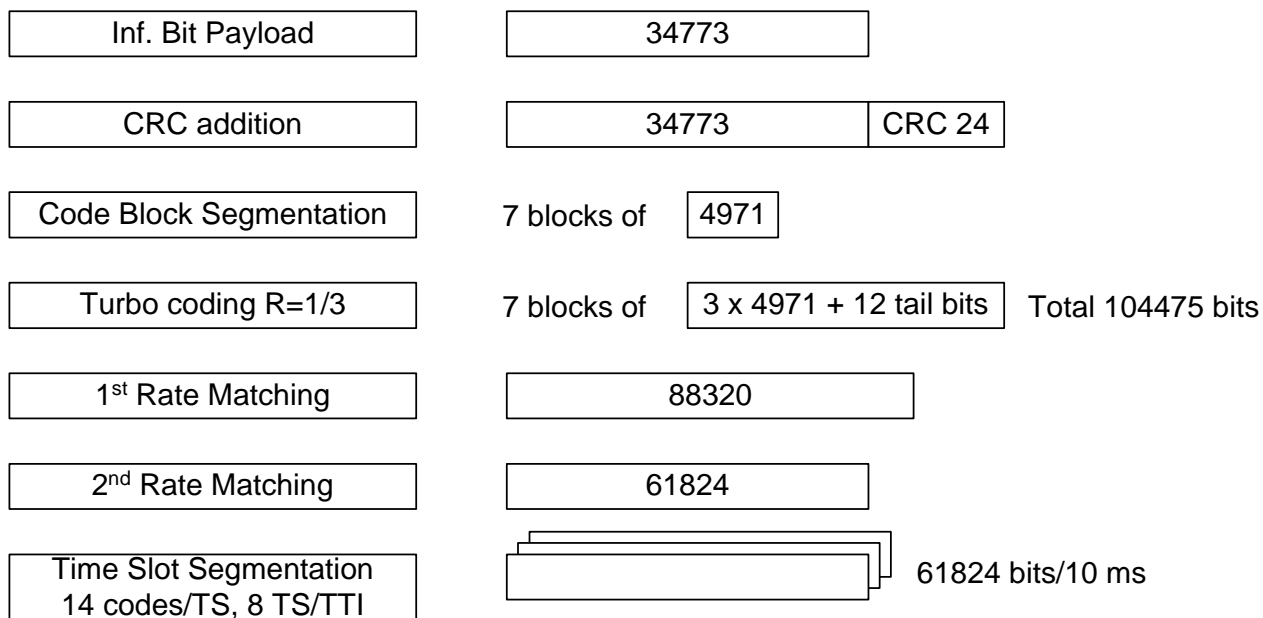 Inf. Bit Payload 34773
CRC addition 34773 CRC 24
Code Block Segmentation 7 blocks of 4971
Turbo coding R=1/3 7 blocks of 3 x 4971 + 12 tail bits Total 104475 bits
1st Rate Matching 88320
2nd Rate Matching 61824
Time Slot Segmentation
14 codes/TS, 8 TS/TTI
61824 bits/10 ms